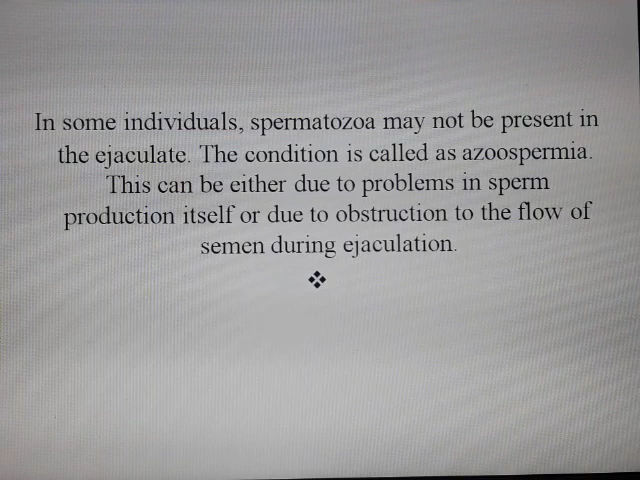 In some individuals, spermatozoa may not be present in
the ejaculate. The condition is called as azoospermia.
This can be either due to problems in sperm
production itself or due to obstruction to the flow of
semen during ejaculation.